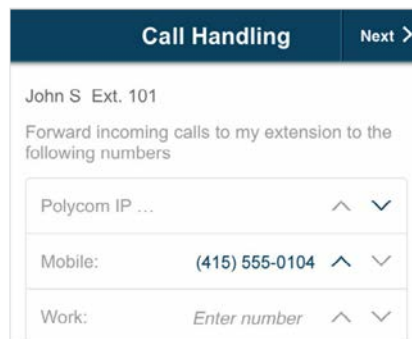 Call Handling Next
John S Ext. 101
Forward incoming calls to my extension to the
following numbers
Polycom IP ...
Mobile: (415) 555-0104
Work: Enter number